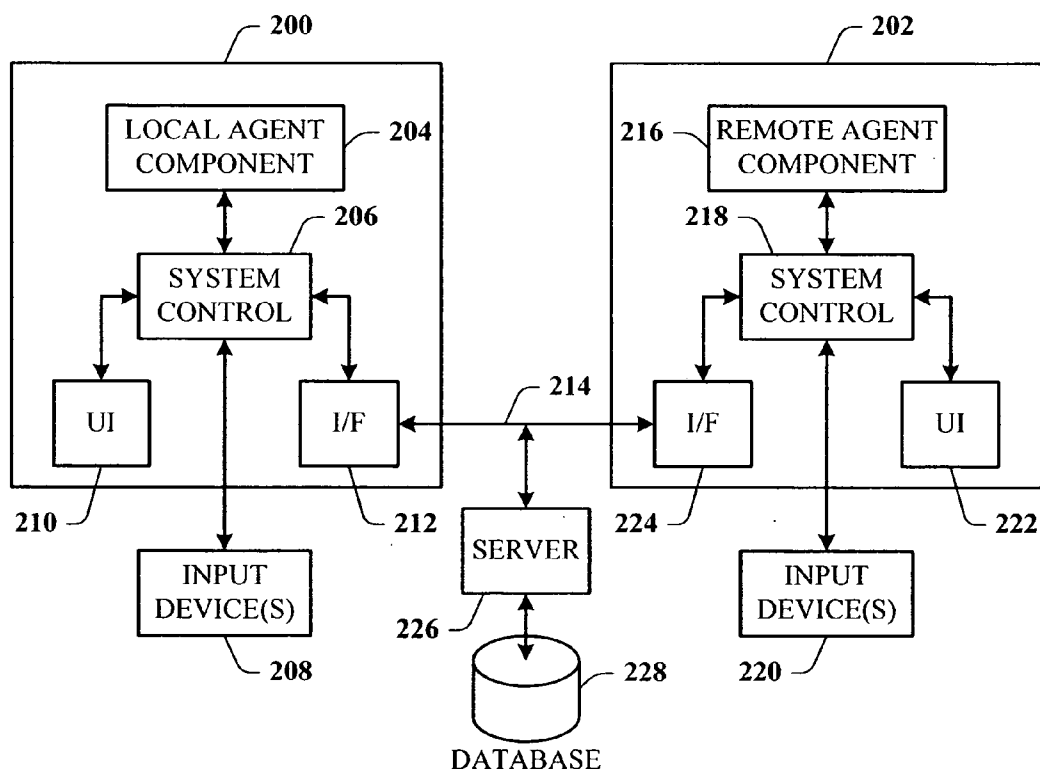 200
202
LOCAL AGENT
COMPONENT
204
216
REMOTE AGENT
COMPONENT
206
218
SYSTEM
CONTROL
SYSTEM
CONTROL
214
UI
I/F
I/F
UI
210
212
224
222
SERVER
INPUT
DEVICE(S)
INPUT
DEVICE(S)
226
208
228
220
DATABASE